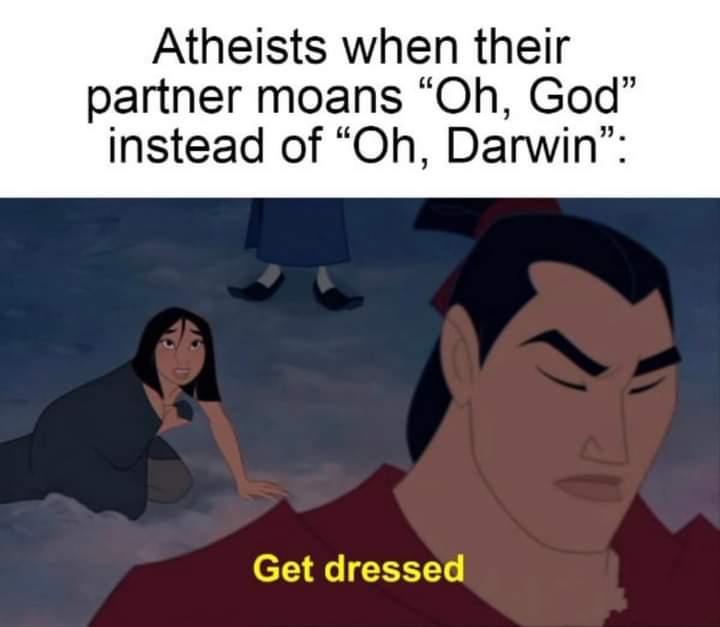 Atheists when their
partner moans “Oh, God”
instead of “Oh, Darwin”:
Get dressed